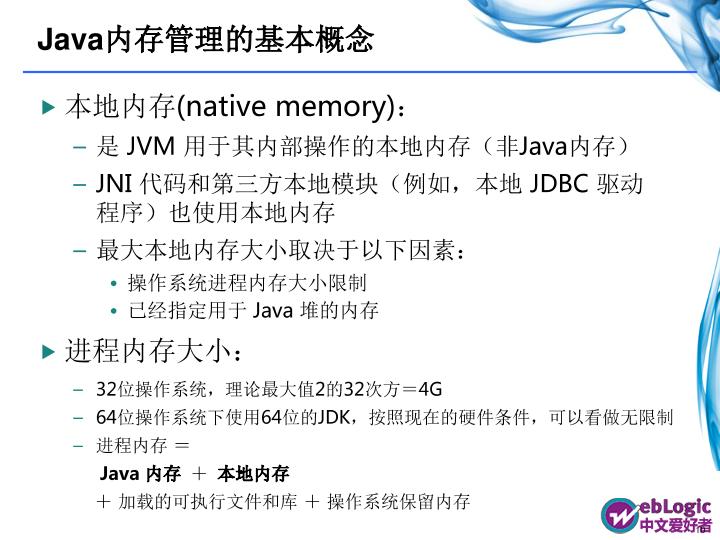 Java内存管理的基本概念
本地内存(native memory)：
– 是 JVM 用于其内部操作的本地内存（非Java内存）
– JNI 代码和第三方本地模块（例如，本地 JDBC 驱动
程序）也使用本地内存
– 最大本地内存大小取决于以下因素：
• 操作系统进程内存大小限制
• 已经指定用于 Java 堆的内存
进程内存大小：
– 32位操作系统，理论最大值2的32次方＝4G
– 64位操作系统下使用64位的JDK，按照现在的硬件条件，可以看做无限制
– 进程内存 ＝
Java 内存 ＋ 本地内存
＋ 加载的可执行文件和库 ＋ 操作系统保留内存
WebLogic
中文爱好者